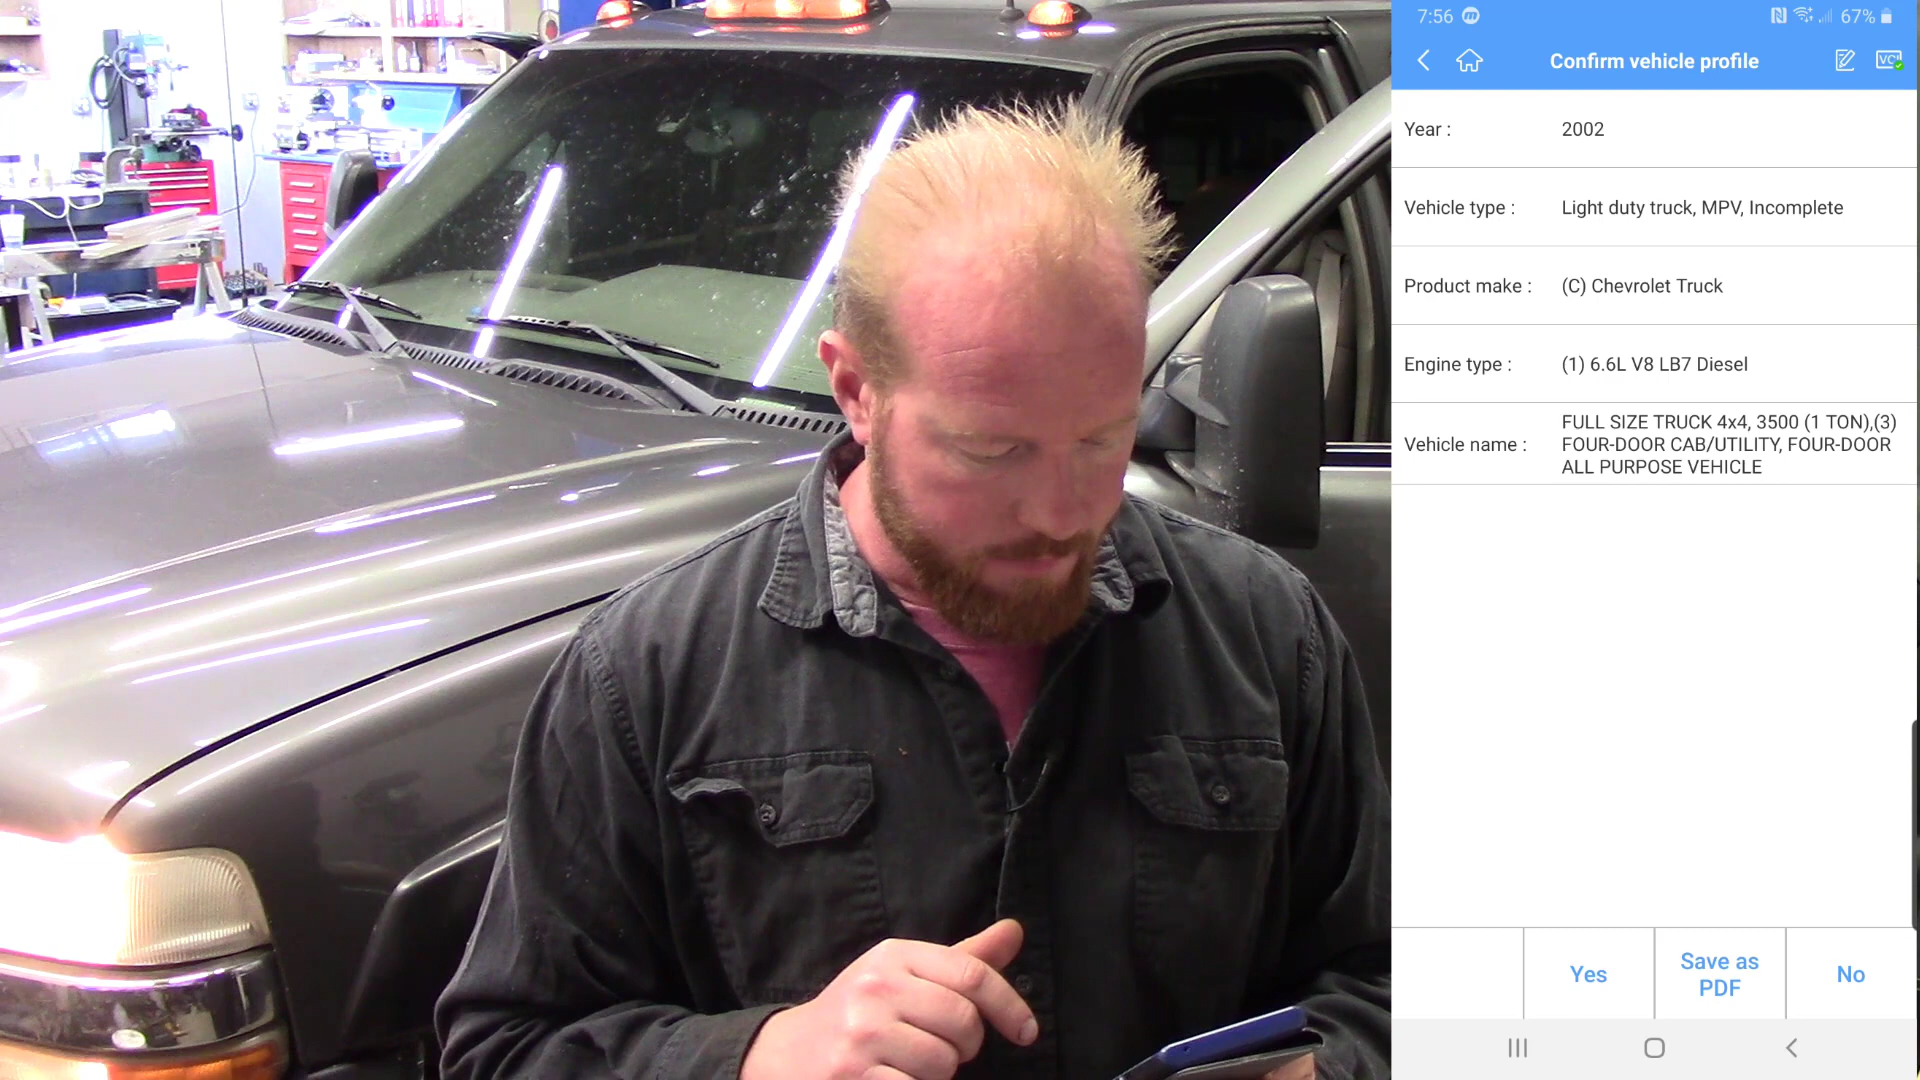 7:56
67%
Confirm vehicle profile
VCI
Year : 2002
Vehicle type : Light duty truck, MPV, Incomplete
Product make : (C) Chevrolet Truck
Engine type : (1) 6.6L V8 LB7 Diesel
Vehicle name : FULL SIZE TRUCK 4x4, 3500 (1 TON),(3)
FOUR-DOOR CAB/UTILITY, FOUR-DOOR
ALL PURPOSE VEHICLE
Yes
Save as
PDF
No